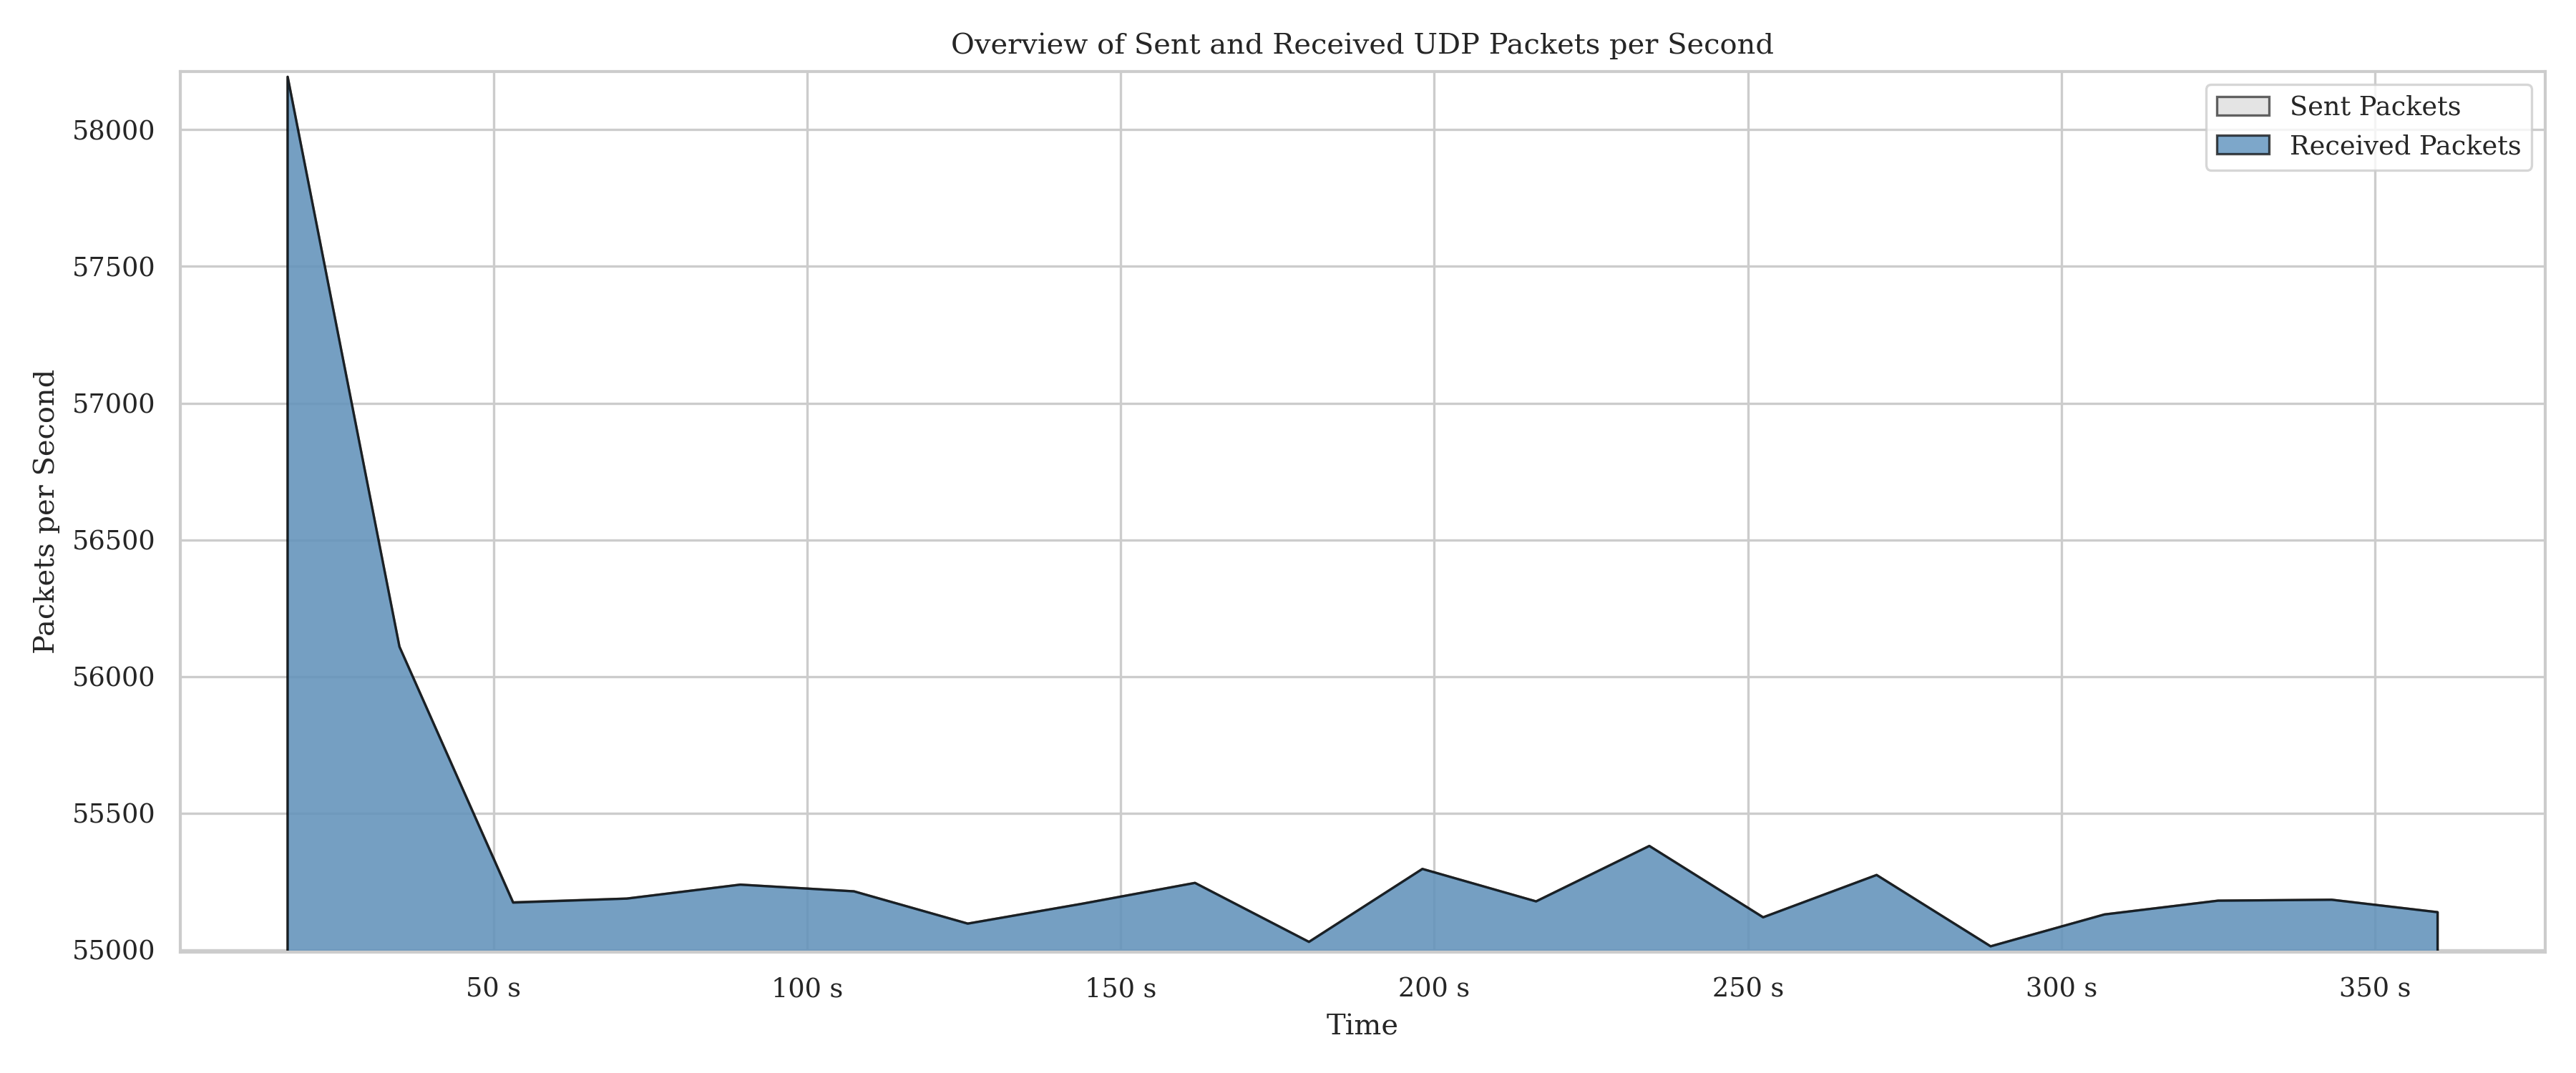 Overview of Sent and Received UDP Packets per Second
Sent Packets
Received Packets
Packets per Second
58000
57500
57000
56500
56000
55500
55000
50 s
100 s
150 s
200 s
250 s
300 s
350 s
Time